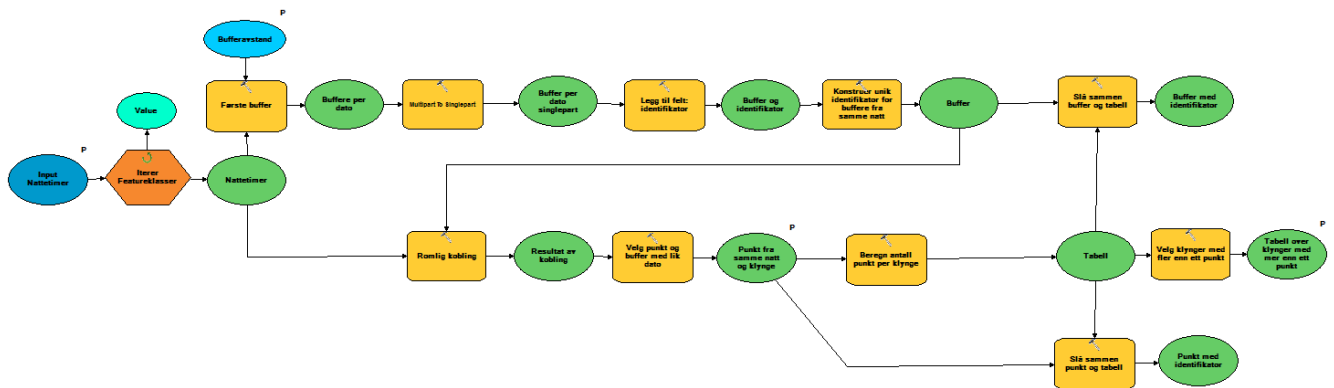 P
Bufferavstand
Første buffer
Buffere per
dato
Multipart To Singlepart
Buffer per
dato
singlepart
Legg til felt:
identifikator
Buffer og
identifikator
Konstruer unik
identifikator for
buffere fra
samme natt
Buffer
Slå sammen
buffer og tabell
Buffer med
identifikator
Value
P
Input
Nattetimer
Iterer
Featureklasser
Nattetimer
Romlig kobling
Resultat av
kobling
Velg punkt og
buffer med lik
dato
P
Punkt fra
samme natt
og klynge
Beregn antall
punkt per klynge
Tabell
Velg klynger med
fler enn ett punkt
P
Tabell over
klynger med
mer enn ett
punkt
Slå sammen
punkt og tabell
Punkt med
identifikator